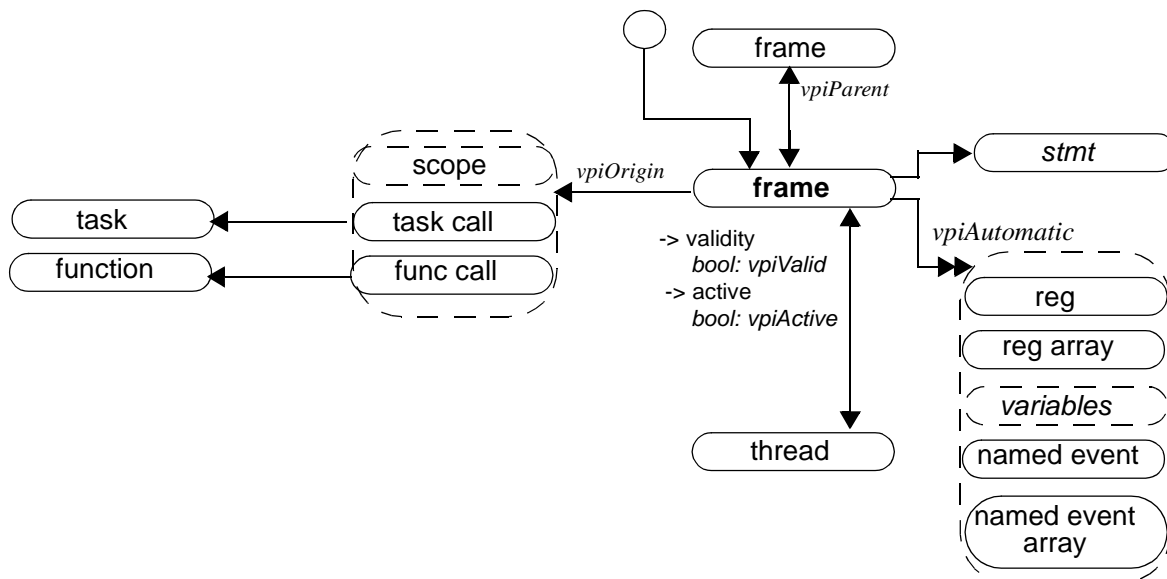 frame
vpiParent
scope
stmt
vpiOrigin
frame
task
task call
-> validity
bool: vpiValid
-> active
bool: vpiActive
vpiAutomatic
function
func call
reg
reg array
variables
thread
named event
named event
array